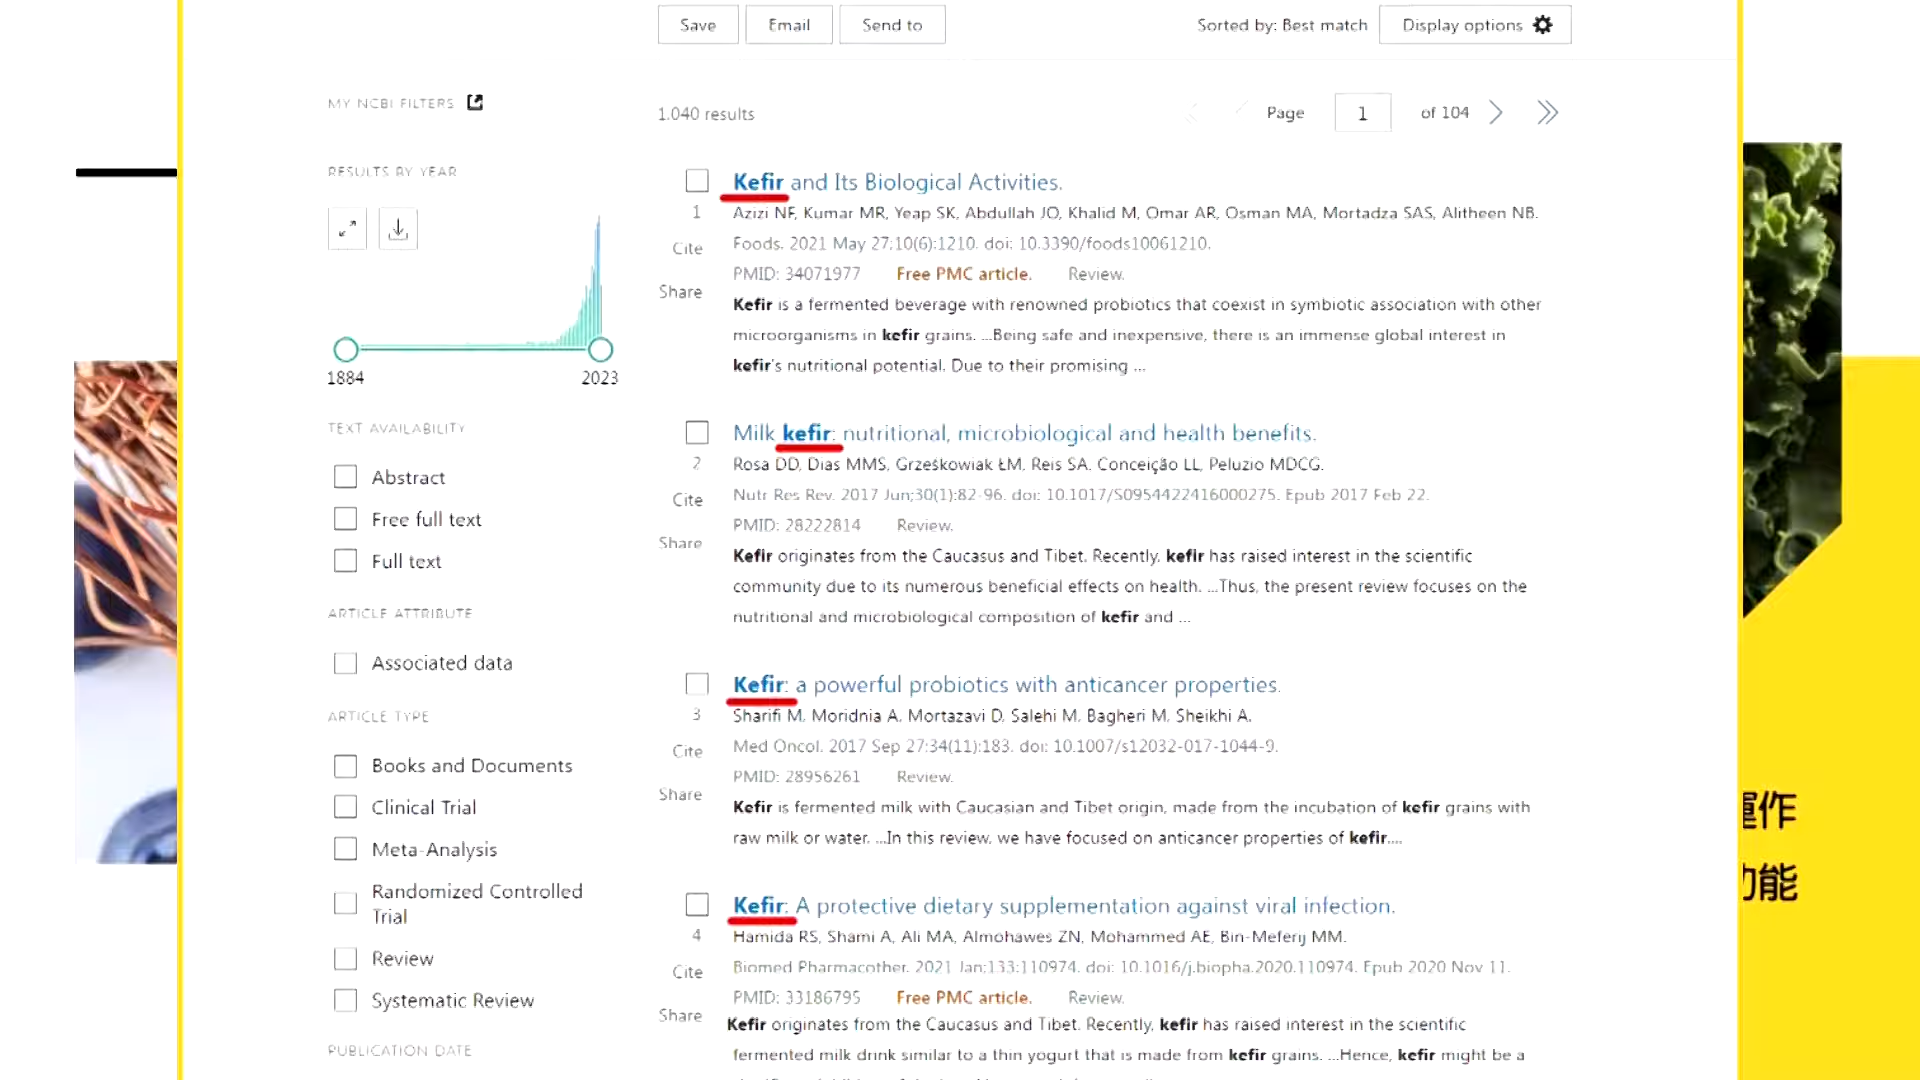 Save
Email
Send to
Sorted by: Best match
Display options
MY NCBI FILTERS
1.040 results
Page
1
of 104
RESULTS BY YEAR
1884
2023
TEXT AVAILABILITY
Abstract
Free full text
Full text
ARTICLE ATTRIBUTE
Associated data
ARTICLE TYPE
Books and Documents
Clinical Trial
Meta-Analysis
Randomized Controlled
Trial
Review
Systematic Review
PUBLICATION DATE
Kefir and Its Biological Activities.
1
Azizi NF, Kumar MR, Yeap SK, Abdullah JO, Khalid M, Omar AR, Osman MA, Mortadza SAS, Alitheen NB.
Cite
Foods. 2021 May 27;10(6):1210. doi: 10.3390/foods10061210.
PMID: 34071977 Free PMC article. Review.
Share
Kefir is a fermented beverage with renowned probiotics that coexist in symbiotic association with other
microorganisms in kefir grains. ...Being safe and inexpensive, there is an immense global interest in
kefir's nutritional potential. Due to their promising ...
Milk kefir: nutritional, microbiological and health benefits.
2
Rosa DD, Dias MMS, Grześkowiak ŁM, Reis SA, Conceição LL, Peluzio MDCG.
Cite
Nutr Res Rev. 2017 Jun;30(1):82-96. doi: 10.1017/S0954422416000275. Epub 2017 Feb 22.
PMID: 28222814 Review.
Share
Kefir originates from the Caucasus and Tibet. Recently, kefir has raised interest in the scientific
community due to its numerous beneficial effects on health. ...Thus, the present review focuses on the
nutritional and microbiological composition of kefir and ...
Kefir: a powerful probiotics with anticancer properties.
3
Sharifi M, Moridnia A, Mortazavi D, Salehi M, Bagheri M, Sheikhi A.
Cite
Med Oncol. 2017 Sep 27;34(11):183. doi: 10.1007/s12032-017-1044-9.
PMID: 28956261 Review.
Share
Kefir is fermented milk with Caucasian and Tibet origin, made from the incubation of kefir grains with
raw milk or water. ...In this review, we have focused on anticancer properties of kefir....
Kefir: A protective dietary supplementation against viral infection.
4
Hamida RS, Shami A, Ali MA, Almohawes ZN, Mohammed AE, Bin-Meferij MM.
Cite
Biomed Pharmacother. 2021 Jan;133:110974. doi: 10.1016/j.biopha.2020.110974. Epub 2020 Nov 11.
PMID: 33186795 Free PMC article. Review.
Share
Kefir originates from the Caucasus and Tibet. Recently, kefir has raised interest in the scientific
fermented milk drink similar to a thin yogurt that is made from kefir grains. ...Hence, kefir might be a
運作
功能